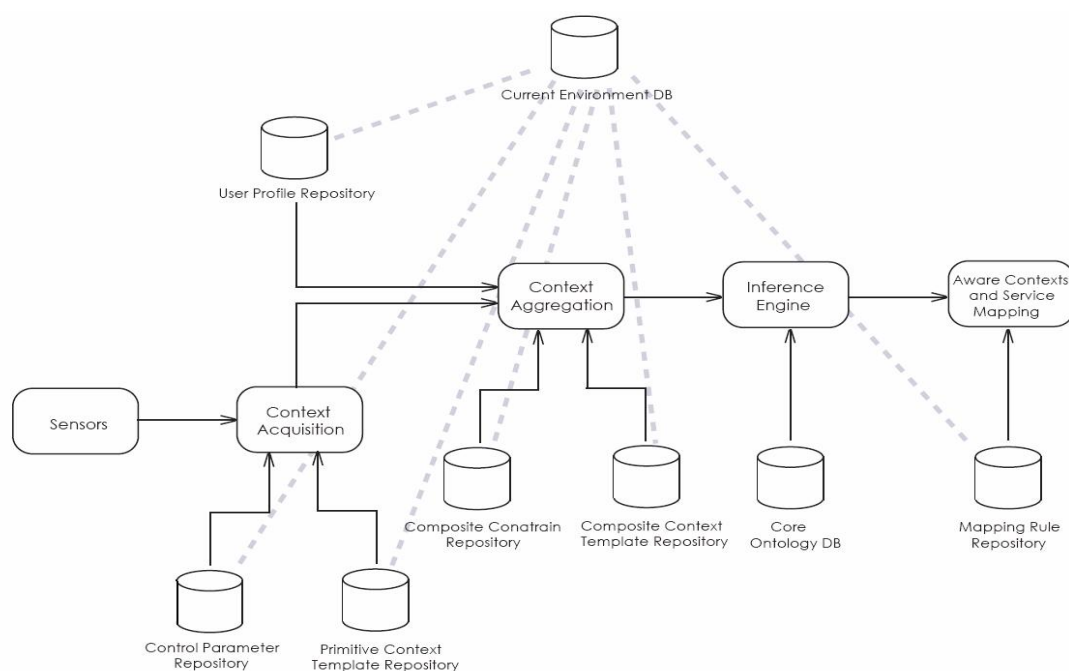 Current Environment DB
User Profile Repository
Context
Aggregation
Inference
Engine
Aware Contexts
and Service
Mapping
Sensors
Context
Acquisition
Composite Conatrain
Repository
Composite Context
Template Repository
Core
Ontology DB
Mapping Rule
Repository
Control Parameter
Repository
Primitive Context
Template Repository